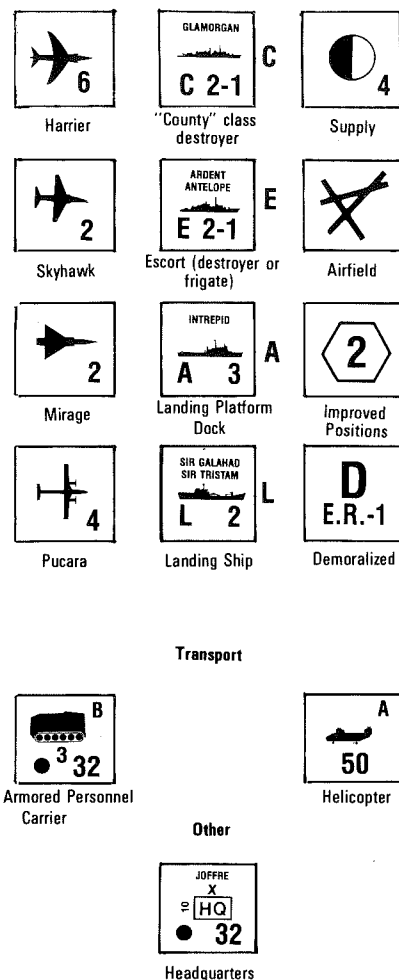 6
Harrier
GLAMORGAN
C 2-1
C
"County" class
destroyer
4
Supply
2
Skyhawk
ARDENT
ANTELOPE
E 2-1
E
Escort (destroyer or
frigate)
Airfield
2
Mirage
INTREPID
A 3
A
Landing Platform
Dock
2
Improved
Positions
4
Pucara
SIR GALAHAD
SIR TRISTAM
L 2
L
Landing Ship
D
E.R.-1
Demoralized
Transport
B
3 32
Armored Personnel
Carrier
A
50
Helicopter
Other
JOFFRE
X
10 HQ
32
Headquarters